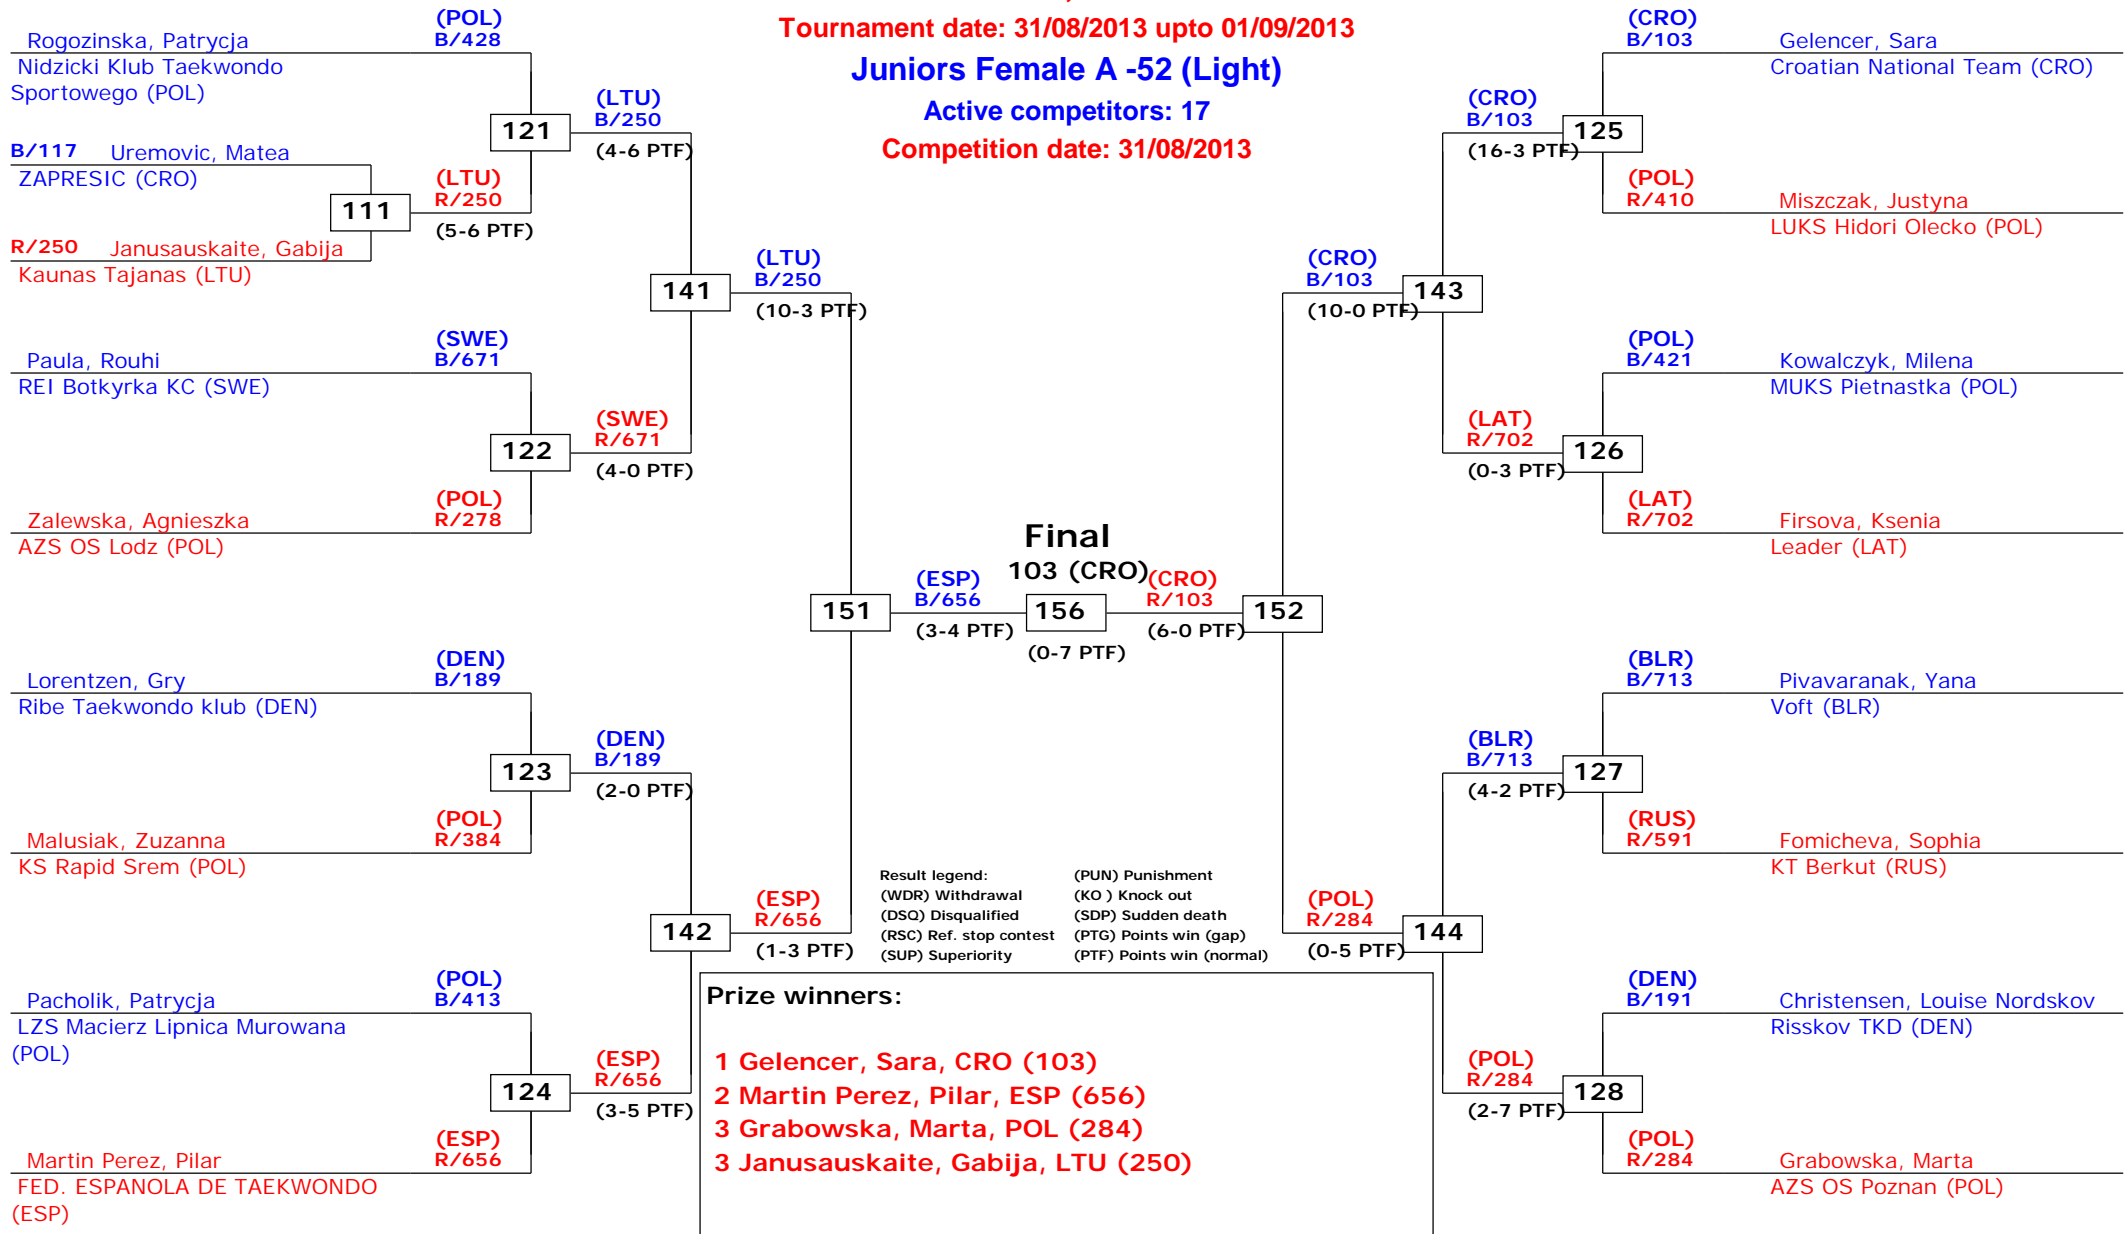 Tournament date: 31/08/2013 upto 01/09/2013
Juniors Female A -52 (Light)
Active competitors: 17
Competition date: 31/08/2013
(POL)
Rogozinska, Patrycja B/428
Nidzicki Klub Taekwondo
Sportowego (POL)
121
(LTU)
B/250
(4-6 PTF)
B/117 Uremovic, Matea
ZAPRESIC (CRO)
111
(LTU)
R/250
(5-6 PTF)
R/250 Janusauskaite, Gabija
Kaunas Tajanas (LTU)
141
(LTU)
B/250
(10-3 PTF)
(SWE)
Paula, Rouhi B/671
REI Botkyrka KC (SWE)
122
(SWE)
R/671
(4-0 PTF)
(POL)
Zalewska, Agnieszka R/278
AZS OS Lodz (POL)
151
(ESP)
B/656
(3-4 PTF)
(DEN)
Lorentzen, Gry B/189
Ribe Taekwondo klub (DEN)
123
(DEN)
B/189
(2-0 PTF)
(POL)
Malusiak, Zuzanna R/384
KS Rapid Srem (POL)
142
(ESP)
R/656
(1-3 PTF)
(POL)
Pacholik, Patrycja B/413
LZS Macierz Lipnica Murowana
(POL)
124
(ESP)
R/656
(3-5 PTF)
(ESP)
Martin Perez, Pilar R/656
FED. ESPANOLA DE TAEKWONDO
(ESP)
Final
103 (CRO)
156
(0-7 PTF)
(CRO)
R/103
(6-0 PTF)
152
(CRO)
B/103 Gelencer, Sara
Croatian National Team (CRO)
(CRO)
B/103
(16-3 PTF)
125
(POL)
R/410 Miszczak, Justyna
LUKS Hidori Olecko (POL)
(CRO)
B/103
(10-0 PTF)
143
(POL)
B/421 Kowalczyk, Milena
MUKS Pietnastka (POL)
(LAT)
R/702
(0-3 PTF)
126
(LAT)
R/702 Firsova, Ksenia
Leader (LAT)
(BLR)
B/713 Pivavaranak, Yana
Voft (BLR)
(BLR)
B/713
(4-2 PTF)
127
(RUS)
R/591 Fomicheva, Sophia
KT Berkut (RUS)
(POL)
R/284
(0-5 PTF)
144
(DEN)
B/191 Christensen, Louise Nordskov
Risskov TKD (DEN)
(POL)
R/284
(2-7 PTF)
128
(POL)
R/284 Grabowska, Marta
AZS OS Poznan (POL)
Result legend: (PUN) Punishment
(WDR) Withdrawal (KO ) Knock out
(DSQ) Disqualified (SDP) Sudden death
(RSC) Ref. stop contest (PTG) Points win (gap)
(SUP) Superiority (PTF) Points win (normal)
Prize winners:
1 Gelencer, Sara, CRO (103)
2 Martin Perez, Pilar, ESP (656)
3 Grabowska, Marta, POL (284)
3 Janusauskaite, Gabija, LTU (250)